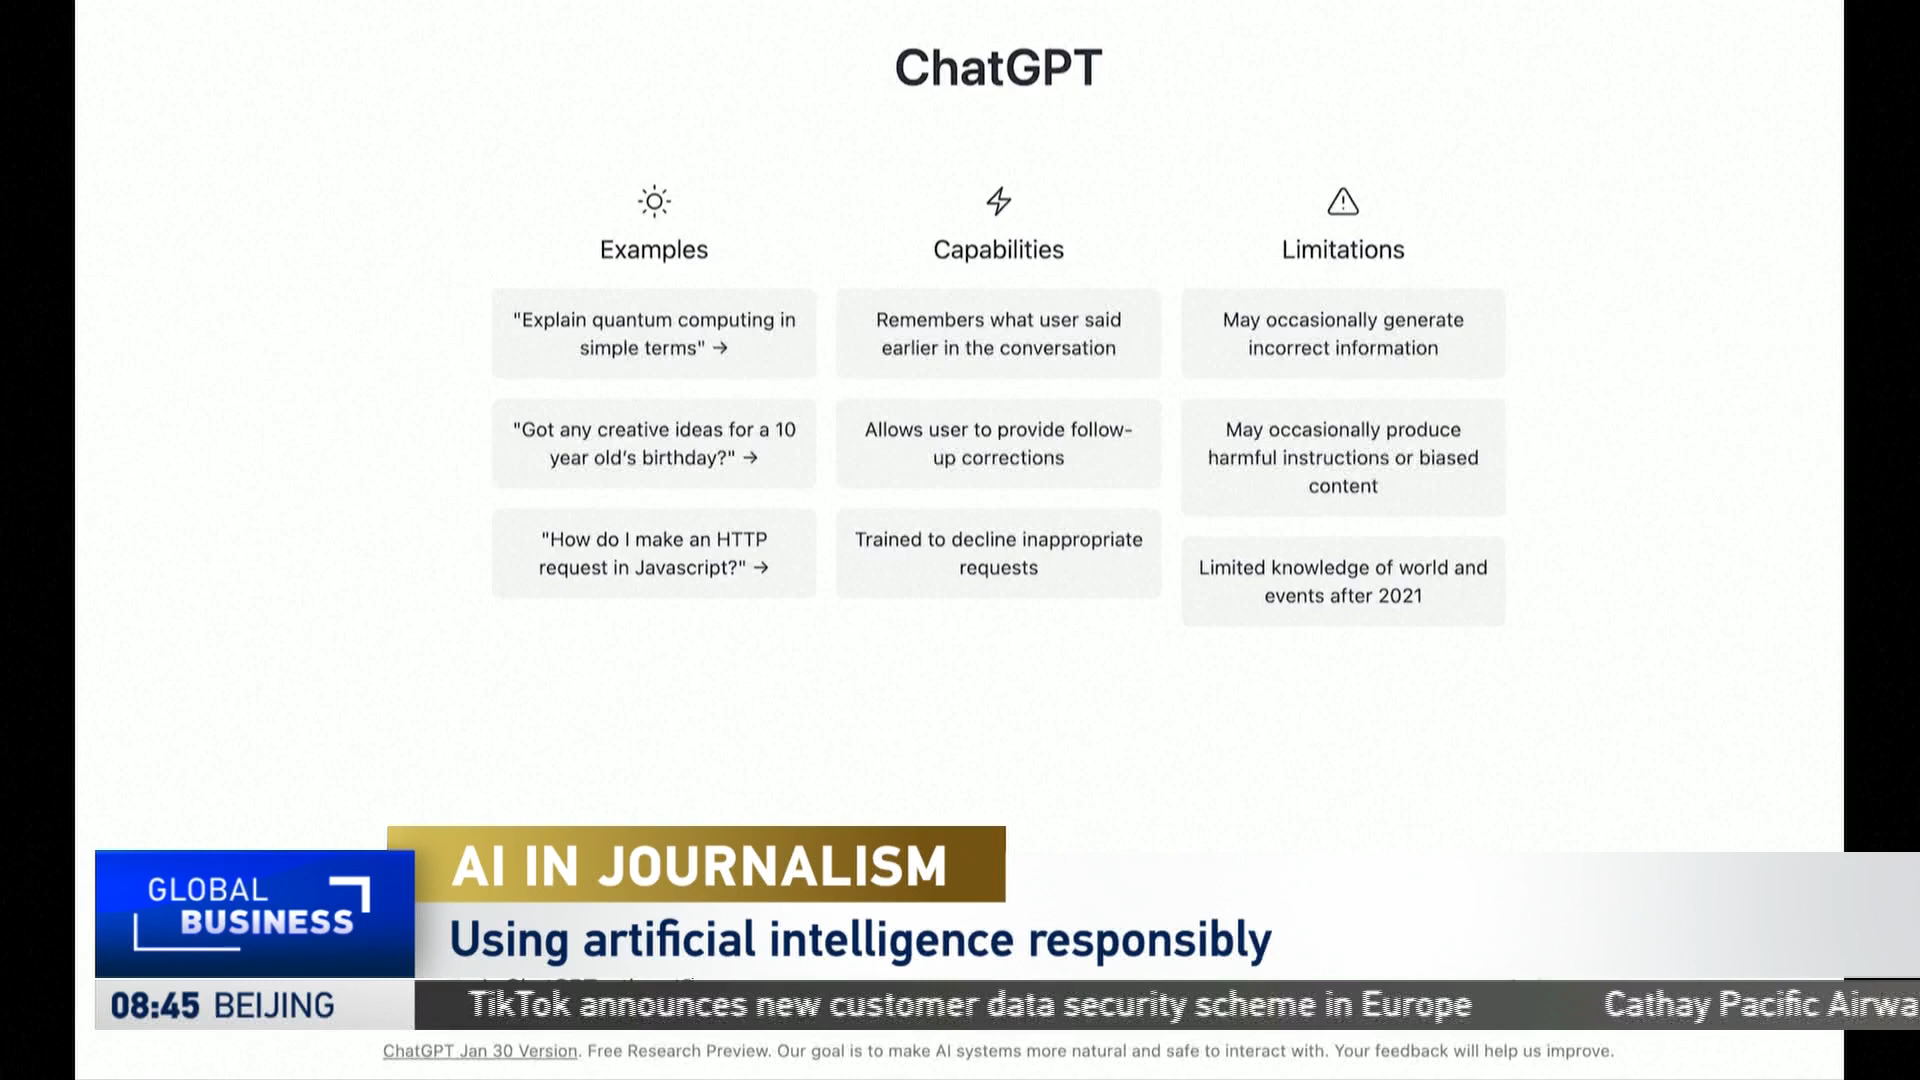 ChatGPT
Examples
Capabilities
Limitations
"Explain quantum computing in
simple terms" →
Remembers what user said
earlier in the conversation
May occasionally generate
incorrect information
"Got any creative ideas for a 10
year old's birthday?" →
Allows user to provide follow-
up corrections
May occasionally produce
harmful instructions or biased
content
"How do I make an HTTP
request in Javascript?" →
Trained to decline inappropriate
requests
Limited knowledge of world and
events after 2021
AI IN JOURNALISM
GLOBAL
BUSINESS
Using artificial intelligence responsibly
08:45 BEIJING
TikTok announces new customer data security scheme in Europe
Cathay Pacific Airwa
ChatGPT Jan 30 Version. Free Research Preview. Our goal is to make AI systems more natural and safe to interact with. Your feedback will help us improve.